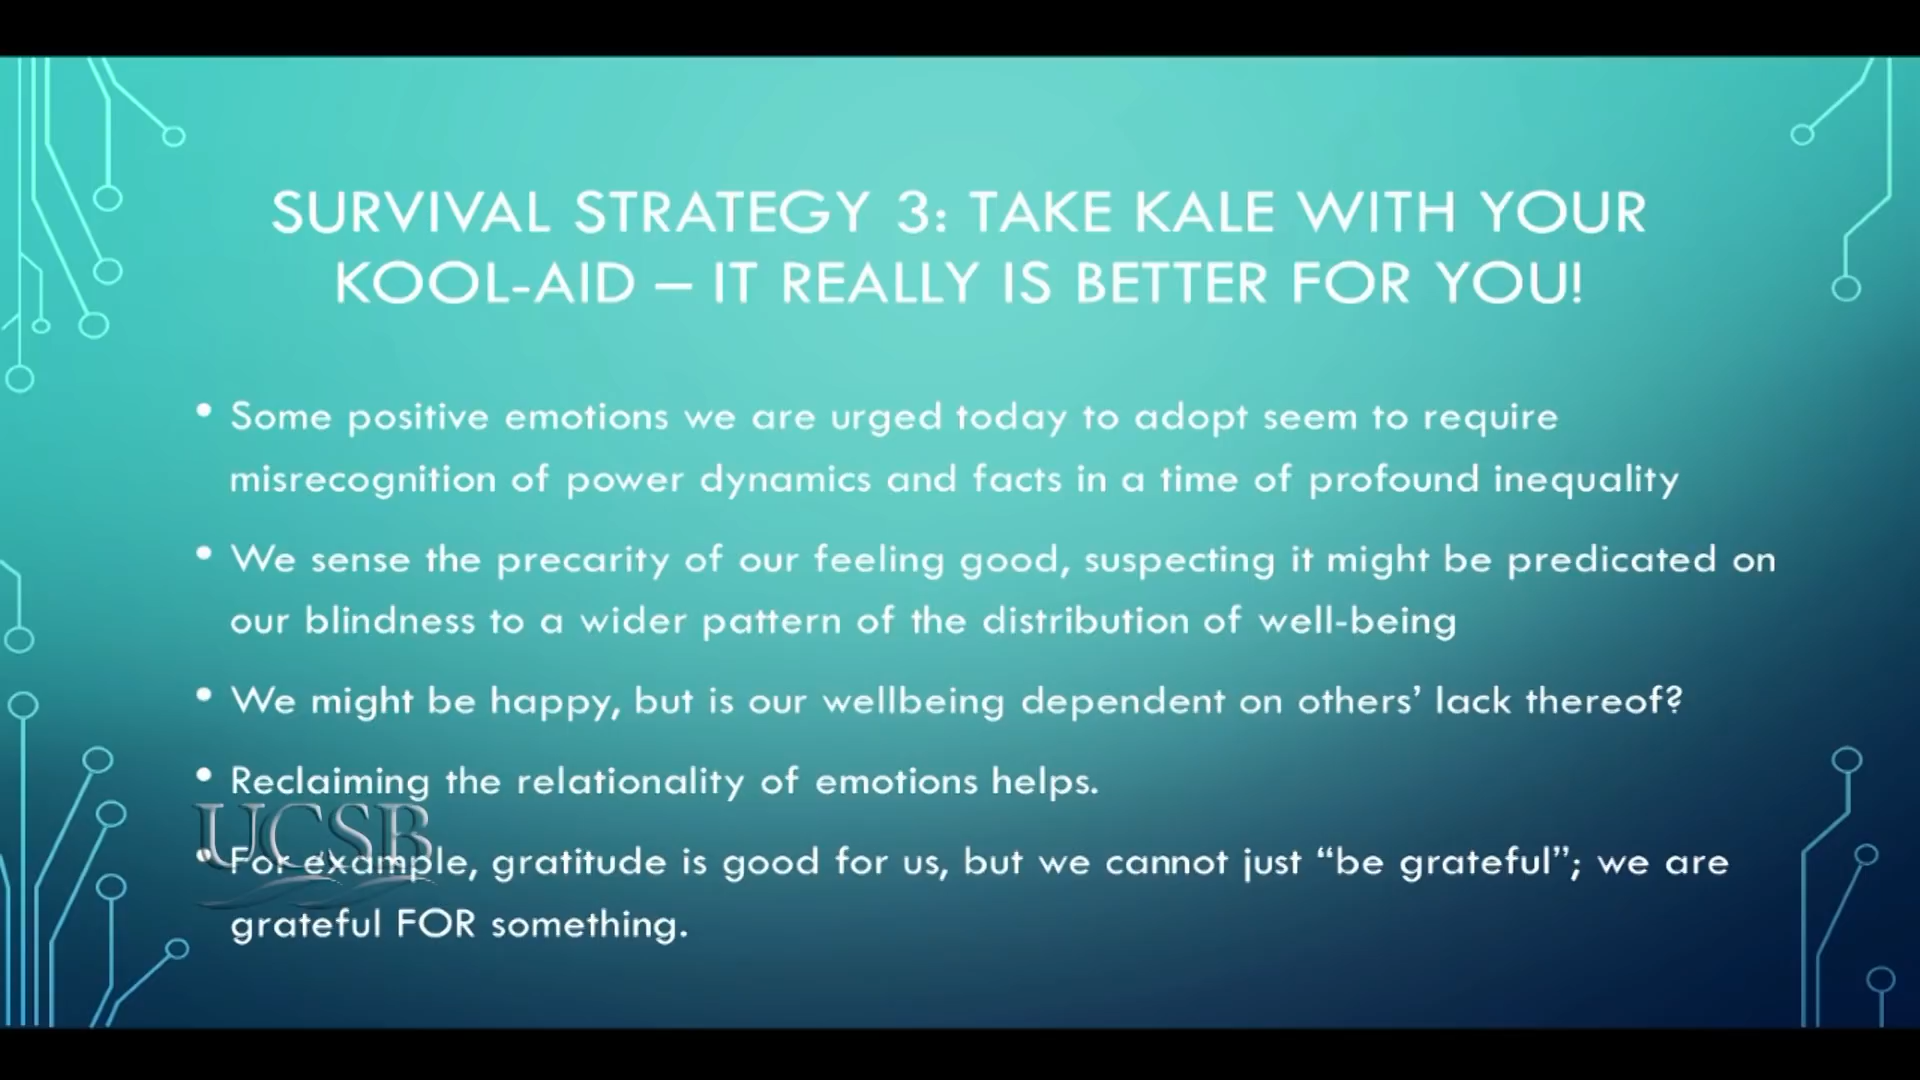 SURVIVAL STRATEGY 3: TAKE KALE WITH YOUR
KOOL-AID – IT REALLY IS BETTER FOR YOU!
• Some positive emotions we are urged today to adopt seem to require
misrecognition of power dynamics and facts in a time of profound inequality
• We sense the precarity of our feeling good, suspecting it might be predicated on
our blindness to a wider pattern of the distribution of well-being
• We might be happy, but is our wellbeing dependent on others’ lack thereof?
• Reclaiming the relationality of emotions helps.
UCSB
• For example, gratitude is good for us, but we cannot just “be grateful”; we are
grateful FOR something.